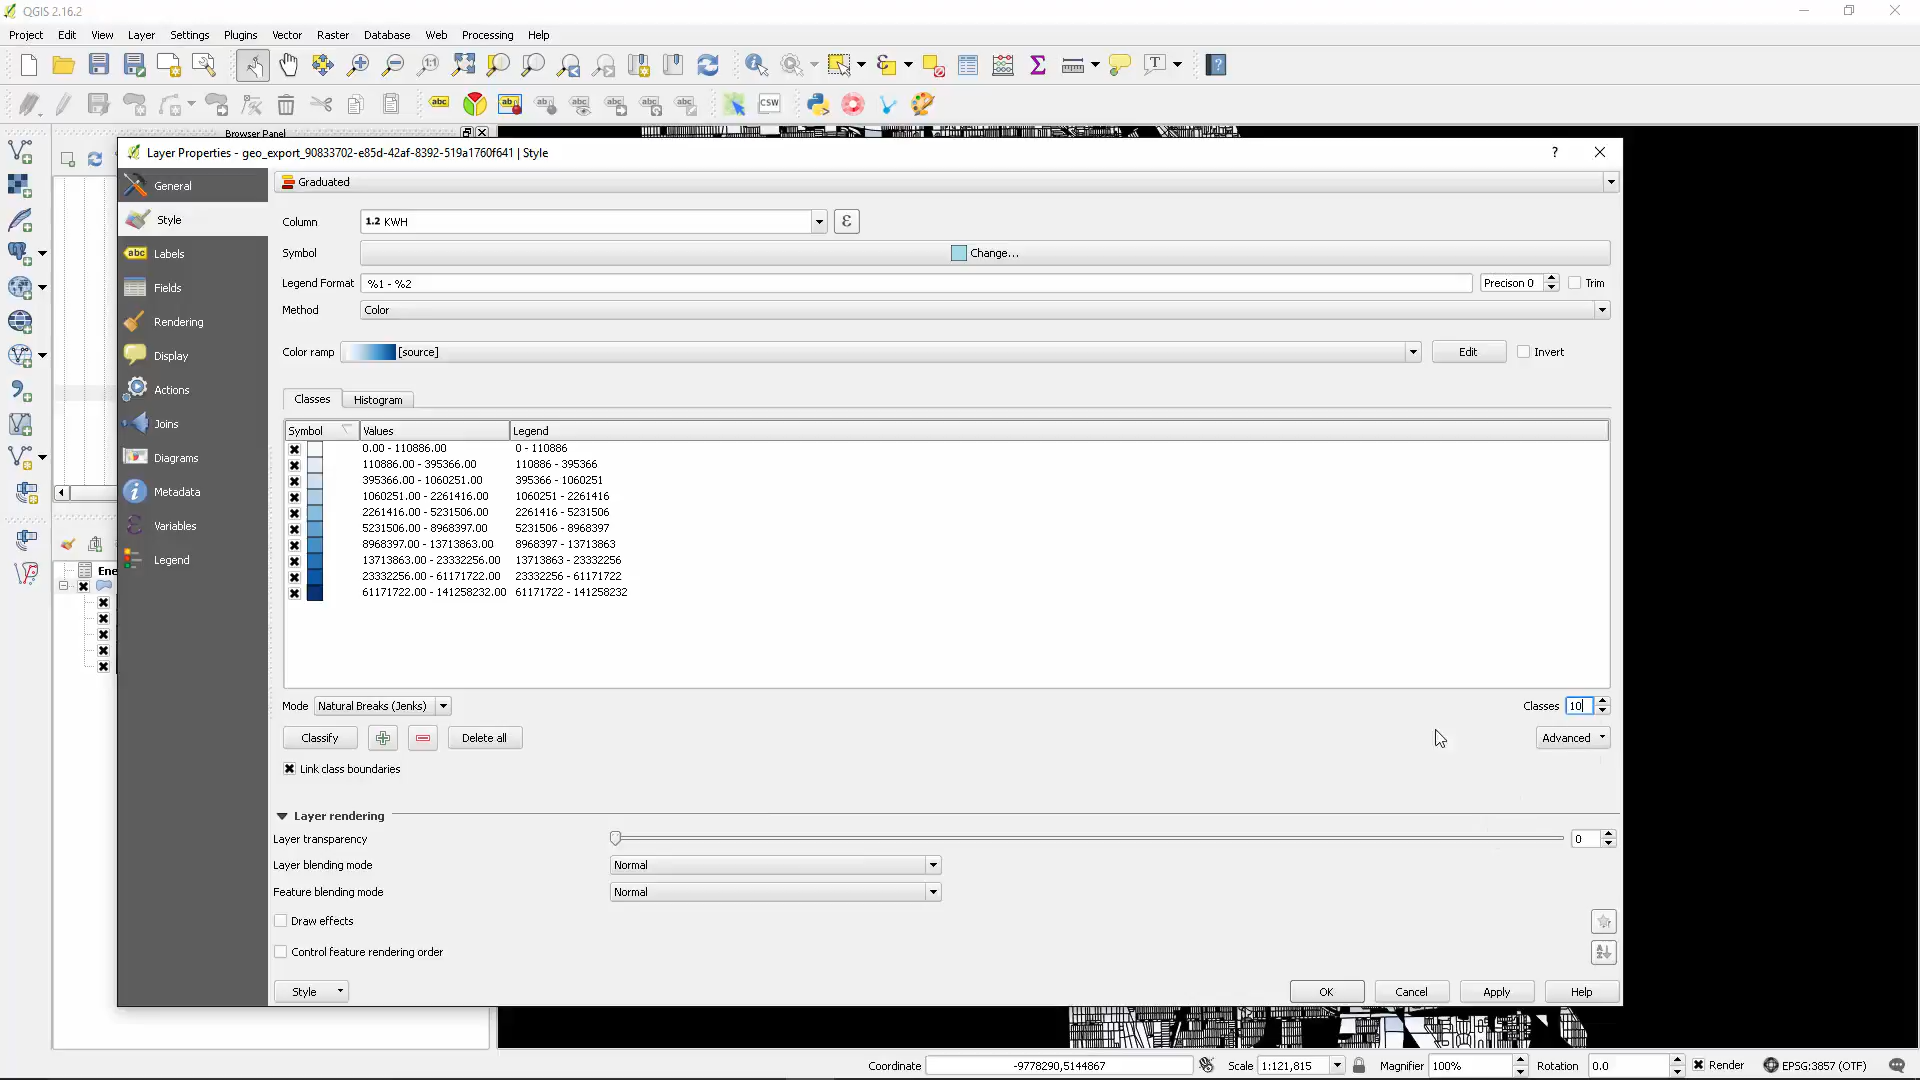 QGIS 2.16.2
Project Edit View Layer Settings Plugins Vector Raster Database Web Processing Help
Browser Panel
Layer Properties - geo_export_90833702-e85d-42af-8392-519a1760f641 | Style
General
Style
Labels
Fields
Rendering
Display
Actions
Joins
Diagrams
Metadata
Variables
Legend
Ene
Graduated
Column 1.2 KWH ε
Symbol Change...
Legend Format %1 - %2 Precison 0 Trim
Method Color
Color ramp [source] Edit Invert
Classes Histogram
Symbol Values Legend
0.00 - 110886.00 0 - 110886
110886.00 - 395366.00 110886 - 395366
395366.00 - 1060251.00 395366 - 1060251
1060251.00 - 2261416.00 1060251 - 2261416
2261416.00 - 5231506.00 2261416 - 5231506
5231506.00 - 8968397.00 5231506 - 8968397
8968397.00 - 13713863.00 8968397 - 13713863
13713863.00 - 23332256.00 13713863 - 23332256
23332256.00 - 61171722.00 23332256 - 61171722
61171722.00 - 141258232.00 61171722 - 141258232
Mode Natural Breaks (Jenks) Classes 10
Classify Delete all Advanced
Link class boundaries
Layer rendering
Layer transparency 0
Layer blending mode Normal
Feature blending mode Normal
Draw effects
Control feature rendering order
Style OK Cancel Apply Help
Coordinate -9778290,5144867 Scale 1:121,815 Magnifier 100% Rotation 0.0 Render EPSG:3857 (OTF)